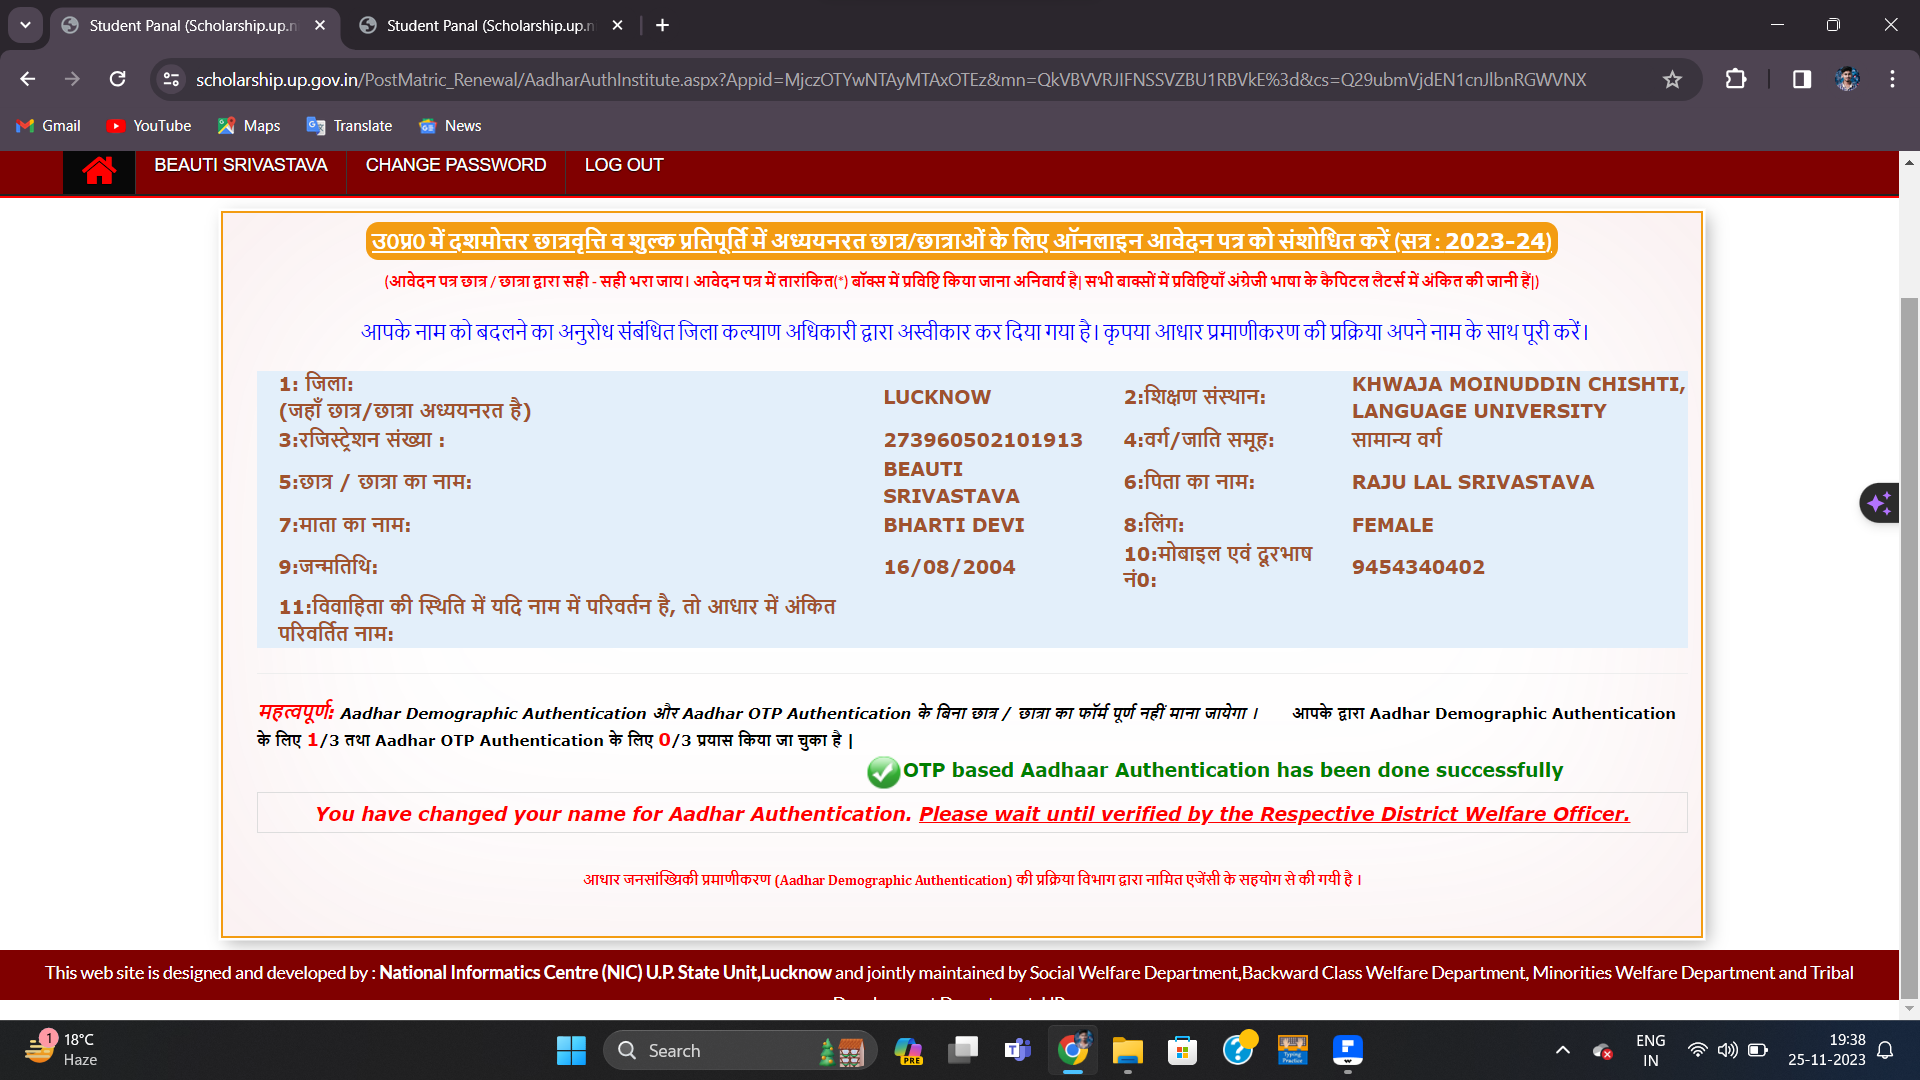 Student Panal (Scholarship.up.n
Student Panal (Scholarship.up.n
scholarship.up.gov.in/PostMatric_Renewal/AadharAuthInstitute.aspx?Appid=MjczOTYwNTAyMTAxOTEz&mn=QkVBVVRJIFNSSVZBU1RBVkE%3d&cs=Q29ubmVjdEN1cnJlbnRGWVNX
Gmail YouTube Maps Translate News
BEAUTI SRIVASTAVA CHANGE PASSWORD LOG OUT
उ0प्र0 में दशमोत्तर छात्रवृत्ति व शुल्क प्रतिपूर्ति में अध्ययनरत छात्र/छात्राओं के लिए ऑनलाइन आवेदन पत्र को संशोधित करें (सत्र : 2023-24)
(आवेदन पत्र छात्र / छात्रा द्वारा सही - सही भरा जाय। आवेदन पत्र में तारांकित(*) बॉक्स में प्रविष्टि किया जाना अनिवार्य है| सभी बाक्सों में प्रविष्टियाँ अंग्रेजी भाषा के कैपिटल लैटर्स में अंकित की जानी हैं|)
आपके नाम को बदलने का अनुरोध संबंधित जिला कल्याण अधिकारी द्वारा अस्वीकार कर दिया गया है। कृपया आधार प्रमाणीकरण की प्रक्रिया अपने नाम के साथ पूरी करें।
1: जिला:
(जहाँ छात्र/छात्रा अध्ययनरत है)
LUCKNOW
2:शिक्षण संस्थान:
KHWAJA MOINUDDIN CHISHTI,
LANGUAGE UNIVERSITY
3:रजिस्ट्रेशन संख्या :
273960502101913
4:वर्ग/जाति समूह:
सामान्य वर्ग
5:छात्र / छात्रा का नाम:
BEAUTI
SRIVASTAVA
6:पिता का नाम:
RAJU LAL SRIVASTAVA
7:माता का नाम:
BHARTI DEVI
8:लिंग:
FEMALE
9:जन्मतिथि:
16/08/2004
10:मोबाइल एवं दूरभाष
नं0:
9454340402
11:विवाहिता की स्थिति में यदि नाम में परिवर्तन है, तो आधार में अंकित
परिवर्तित नाम:
महत्वपूर्ण: Aadhar Demographic Authentication और Aadhar OTP Authentication के बिना छात्र / छात्रा का फॉर्म पूर्ण नहीं माना जायेगा । आपके द्वारा Aadhar Demographic Authentication
के लिए 1/3 तथा Aadhar OTP Authentication के लिए 0/3 प्रयास किया जा चुका है |
OTP based Aadhaar Authentication has been done successfully
You have changed your name for Aadhar Authentication. Please wait until verified by the Respective District Welfare Officer.
आधार जनसांख्यिकी प्रमाणीकरण (Aadhar Demographic Authentication) की प्रक्रिया विभाग द्वारा नामित एजेंसी के सहयोग से की गयी है ।
This web site is designed and developed by : National Informatics Centre (NIC) U.P. State Unit,Lucknow and jointly maintained by Social Welfare Department,Backward Class Welfare Department, Minorities Welfare Department and Tribal
1
18°C
Haze
Search
PRE
Typing
Practice
ENG
IN
19:38
25-11-2023